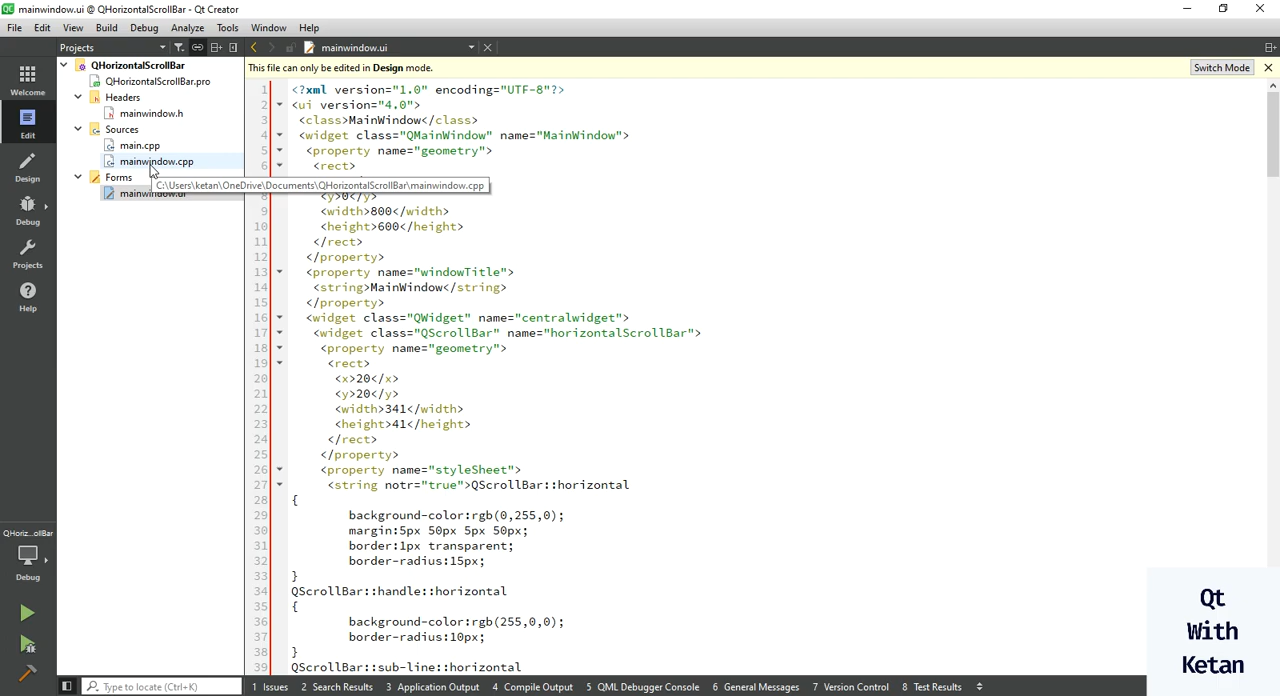 mainwindow.ui @ QHorizontalScrollBar - Qt Creator
File Edit View Build Debug Analyze Tools Window Help
Projects mainwindow.ui
This file can only be edited in Design mode. Switch Mode
Welcome
Edit
Design
Debug
Projects
Help
QHoriz...ollBar
Debug
QHorizontalScrollBar
QHorizontalScrollBar.pro
Headers
mainwindow.h
Sources
main.cpp
mainwindow.cpp
Forms
mainwindow.ui
C:\Users\ketan\OneDrive\Documents\QHorizontalScrollBar\mainwindow.cpp
1 <?xml version="1.0" encoding="UTF-8"?>
2 <ui version="4.0">
3 <class>MainWindow</class>
4 <widget class="QMainWindow" name="MainWindow">
5 <property name="geometry">
6 <rect>
8 <y>0</y>
9 <width>800</width>
10 <height>600</height>
11 </rect>
12 </property>
13 <property name="windowTitle">
14 <string>MainWindow</string>
15 </property>
16 <widget class="QWidget" name="centralwidget">
17 <widget class="QScrollBar" name="horizontalScrollBar">
18 <property name="geometry">
19 <rect>
20 <x>20</x>
21 <y>20</y>
22 <width>341</width>
23 <height>41</height>
24 </rect>
25 </property>
26 <property name="styleSheet">
27 <string notr="true">QScrollBar::horizontal
28 {
29 background-color:rgb(0,255,0);
30 margin:5px 50px 5px 50px;
31 border:1px transparent;
32 border-radius:15px;
33 }
34 QScrollBar::handle::horizontal
35 {
36 background-color:rgb(255,0,0);
37 border-radius:10px;
38 }
39 QScrollBar::sub-line::horizontal
Qt
With
Ketan
Type to locate (Ctrl+K) 1 Issues 2 Search Results 3 Application Output 4 Compile Output 5 QML Debugger Console 6 General Messages 7 Version Control 8 Test Results